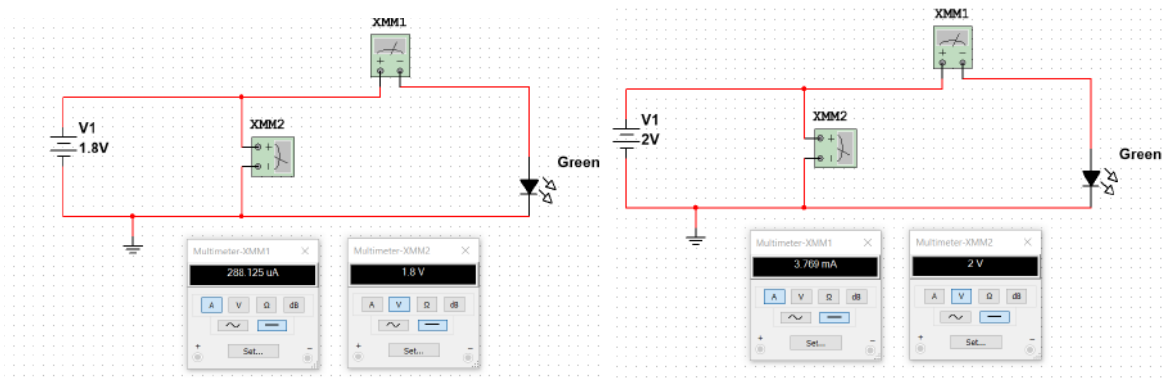 XMM1
V1
1.8V
XMM2
+
-
Green
Multimeter-XMM1
288.125 uA
A V Ω dB
Set...
+ -
Multimeter-XMM2
1.8 V
A V Ω dB
Set...
+ -
XMM1
V1
2V
XMM2
+
-
Green
Multimeter-XMM1
3.769 mA
A V Ω dB
Set...
+ -
Multimeter-XMM2
2 V
A V Ω dB
Set...
+ -